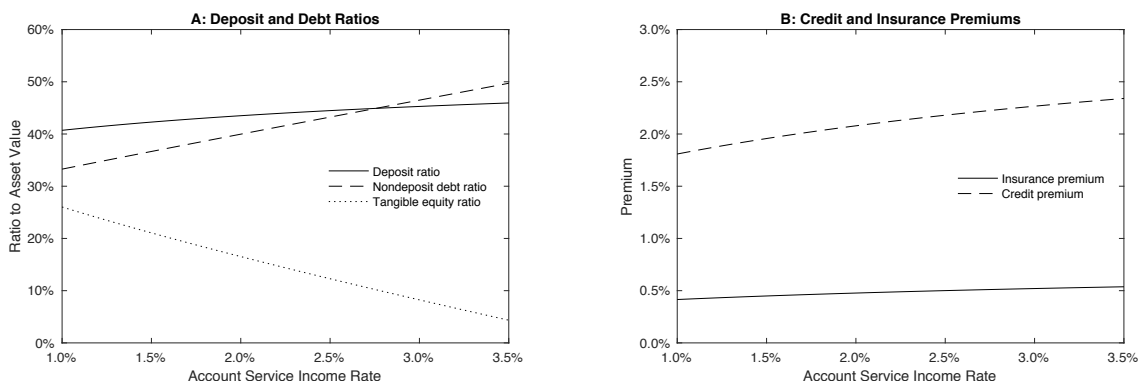 A: Deposit and Debt Ratios
60%
50%
40%
30%
20%
10%
0%
Ratio to Asset Value
Deposit ratio
Nondeposit debt ratio
Tangible equity ratio
1.0% 1.5% 2.0% 2.5% 3.0% 3.5%
Account Service Income Rate
B: Credit and Insurance Premiums
3.0%
2.5%
2.0%
1.5%
1.0%
0.5%
0.0%
Premium
Insurance premium
Credit premium
1.0% 1.5% 2.0% 2.5% 3.0% 3.5%
Account Service Income Rate